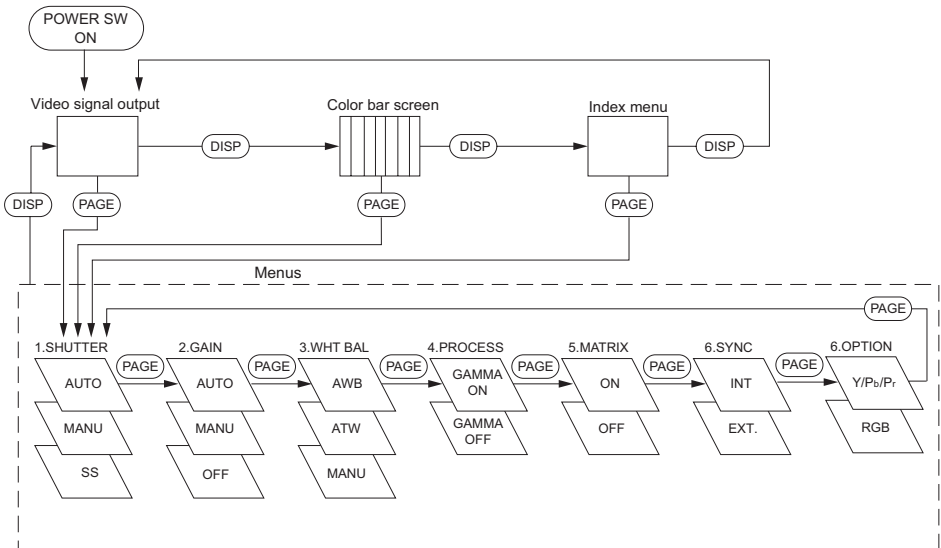 POWER SW
ON
Video signal output
Color bar screen
Index menu
DISP
DISP
DISP
DISP
PAGE
PAGE
PAGE
Menus
PAGE
1.SHUTTER
2.GAIN
3.WHT BAL
4.PROCESS
5.MATRIX
6.SYNC
6.OPTION
PAGE
PAGE
PAGE
PAGE
PAGE
PAGE
AUTO
AUTO
AWB
GAMMA
ON
ON
INT
Y/Pb/Pr
MANU
MANU
ATW
GAMMA
OFF
OFF
EXT.
RGB
SS
OFF
MANU